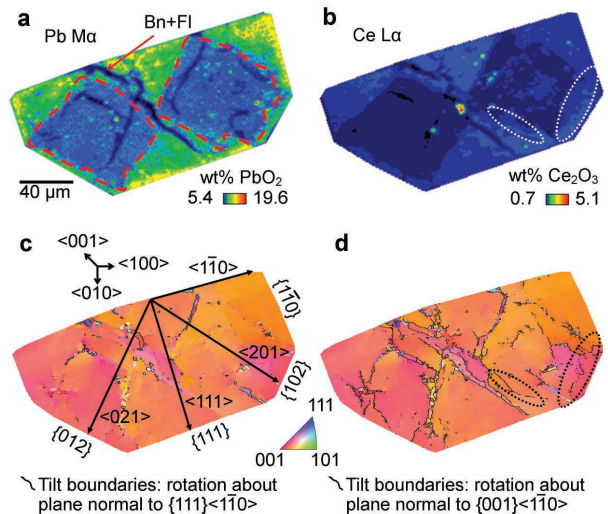 a Pb Mα Bn+Fl
40 µm
wt% PbO₂
5.4 19.6
b Ce Lα
wt% Ce₂O₃
0.7 5.1
c
<001>
<100>
<010>
<11̄0>
{11̄0}
<201>
{102}
<021>
<111>
{012}
{111}
111
001 101
Tilt boundaries: rotation about
plane normal to {111}<11̄0>
d
Tilt boundaries: rotation about
plane normal to {001}<11̄0>